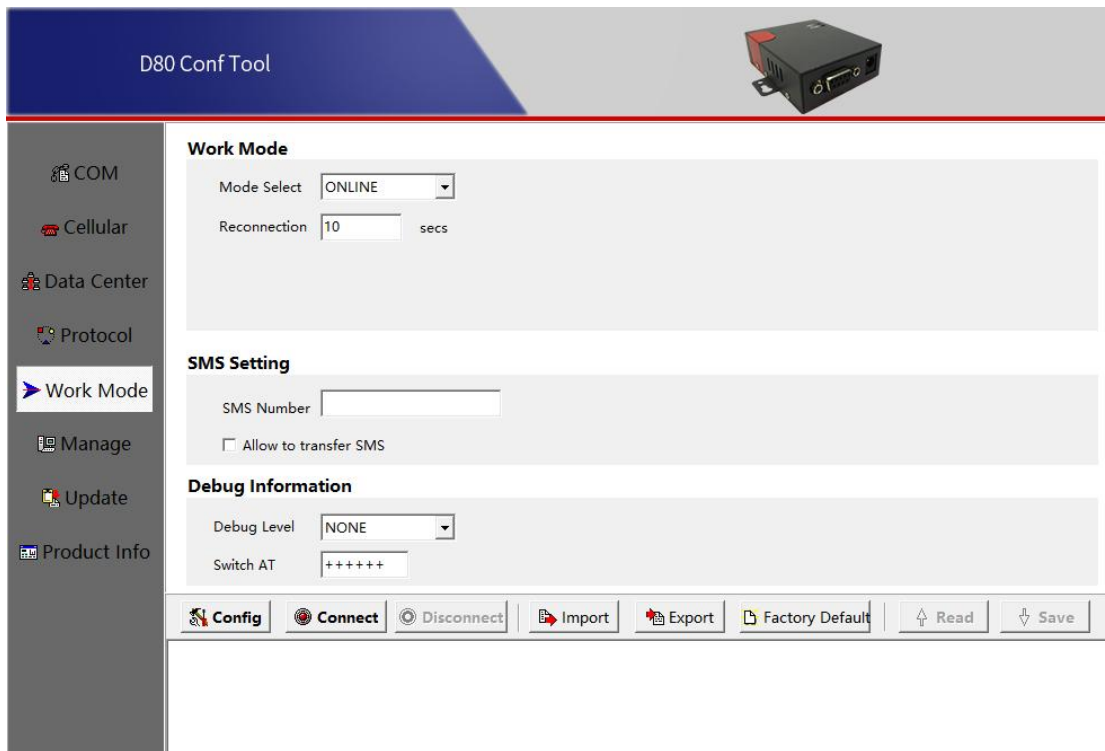 D80 Conf Tool
COM
Cellular
Data Center
Protocol
Work Mode
Manage
Update
Product Info
Work Mode
Mode Select ONLINE
Reconnection 10 secs
SMS Setting
SMS Number
Allow to transfer SMS
Debug Information
Debug Level NONE
Switch AT ++++++
Config Connect Disconnect Import Export Factory Default Read Save